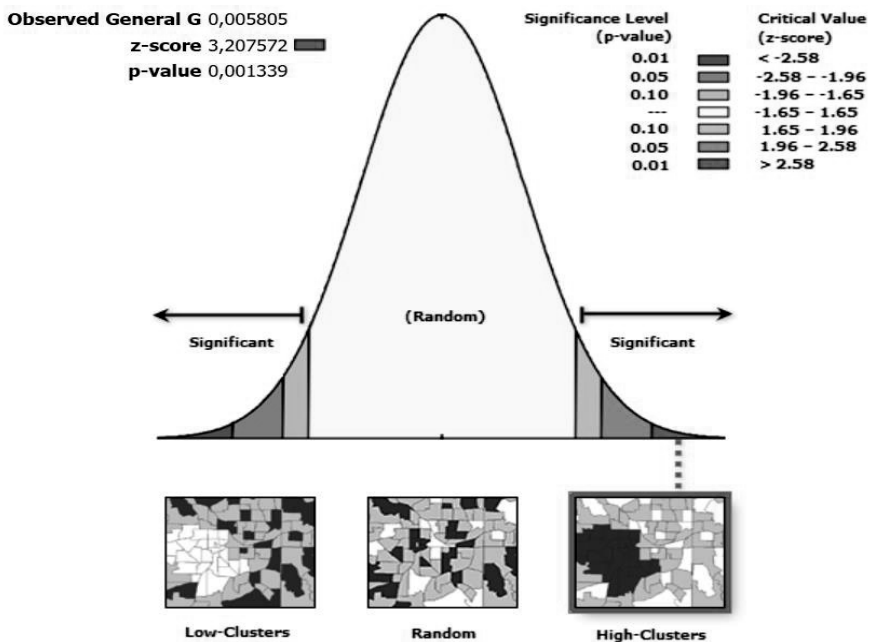 Observed General G 0,005805
z-score 3,207572
p-value 0,001339
Significance Level
(p-value)
Critical Value
(z-score)
0.01 < -2.58
0.05 -2.58 – -1.96
0.10 -1.96 – -1.65
--- -1.65 – 1.65
0.10 1.65 – 1.96
0.05 1.96 – 2.58
0.01 > 2.58
(Random)
Significant
Significant
Low-Clusters
Random
High-Clusters